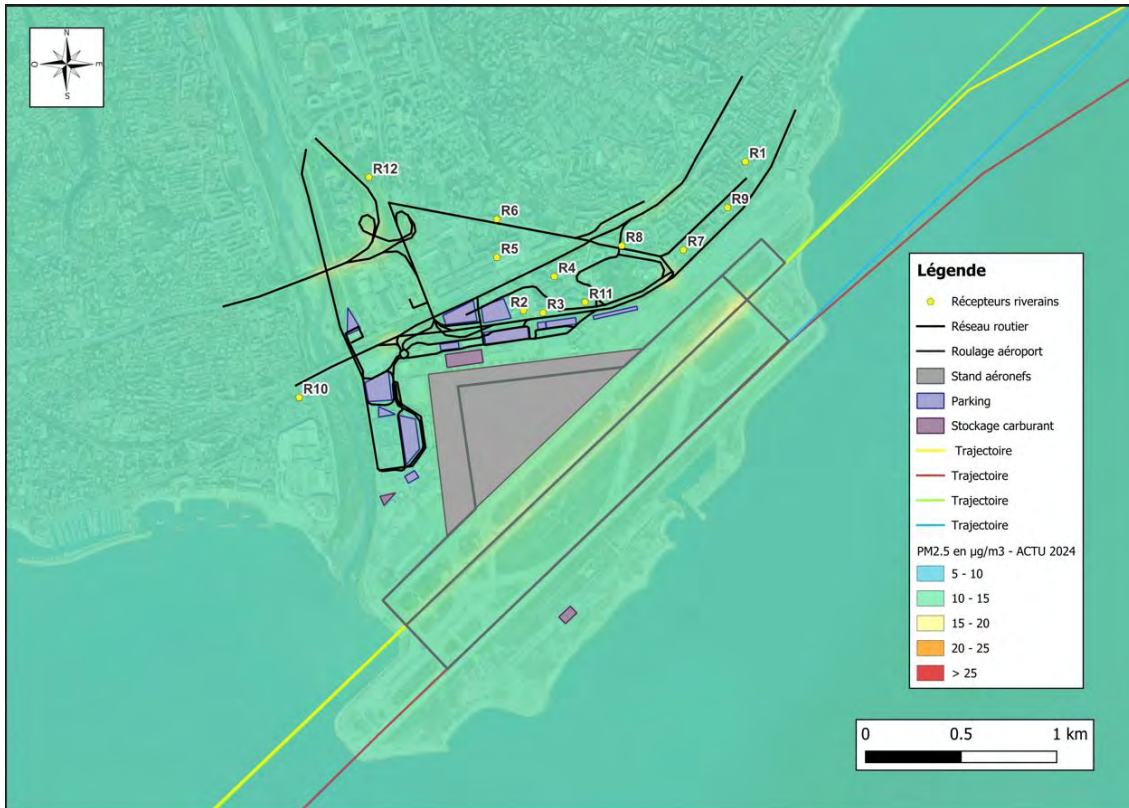 N
O
E
S
R1
R12
R9
R6
R8
R7
R5
R4
R11
R2
R3
R10
Légende
Récepteurs riverains
Réseau routier
Roulage aéroport
Stand aéronefs
Parking
Stockage carburant
Trajectoire
Trajectoire
Trajectoire
Trajectoire
PM2.5 en µg/m3 - ACTU 2024
5 - 10
10 - 15
15 - 20
20 - 25
> 25
0 0.5 1 km